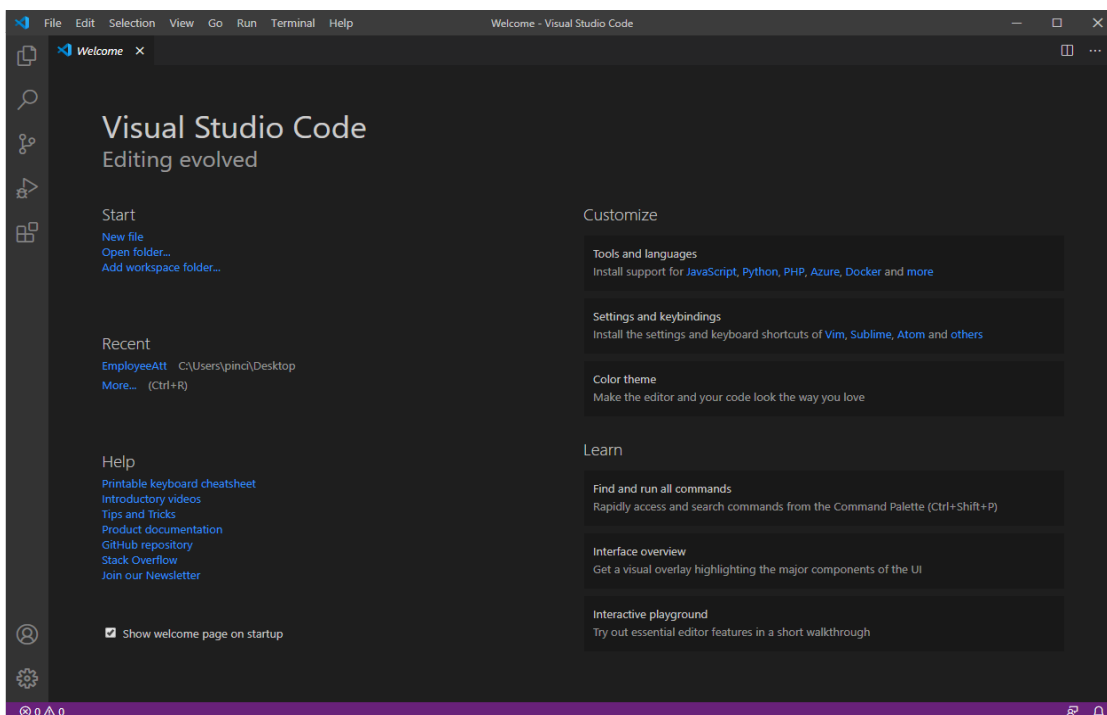 File Edit Selection View Go Run Terminal Help
Welcome - Visual Studio Code
Welcome
Visual Studio Code
Editing evolved
Start
New file
Open folder...
Add workspace folder...
Recent
EmployeeAtt C:\Users\pinci\Desktop
More... (Ctrl+R)
Help
Printable keyboard cheatsheet
Introductory videos
Tips and Tricks
Product documentation
GitHub repository
Stack Overflow
Join our Newsletter
Show welcome page on startup
Customize
Tools and languages
Install support for JavaScript, Python, PHP, Azure, Docker and more
Settings and keybindings
Install the settings and keyboard shortcuts of Vim, Sublime, Atom and others
Color theme
Make the editor and your code look the way you love
Learn
Find and run all commands
Rapidly access and search commands from the Command Palette (Ctrl+Shift+P)
Interface overview
Get a visual overlay highlighting the major components of the UI
Interactive playground
Try out essential editor features in a short walkthrough
0 0